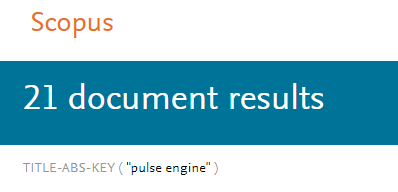 Scopus
21 document results
TITLE-ABS-KEY ( "pulse engine" )